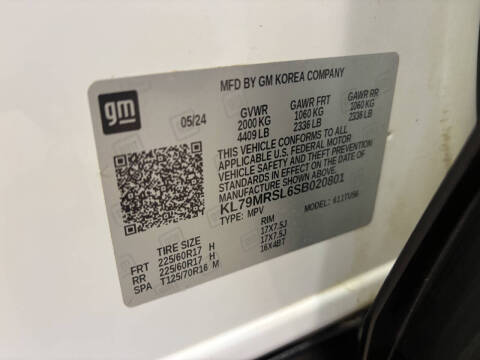 gm
MFD BY GM KOREA COMPANY
05/24
GVWR GAWR FRT GAWR RR
2000 KG 1060 KG 1060 KG
4409 LB 2336 LB 2336 LB
THIS VEHICLE CONFORMS TO ALL
APPLICABLE U.S. FEDERAL MOTOR
VEHICLE SAFETY AND THEFT
PREVENTION STANDARDS IN
EFFECT ON THE DATE OF
MANUFACTURE SHOWN ABOVE.
KL79MRSL6SB020801
TYPE: MPV MODEL:
TIRE SIZE RIM
FRT 225/60R17 H 17X7.5J
RR 225/60R17 H 17X7.5J
SPA T125/70R16 M 16X4BT